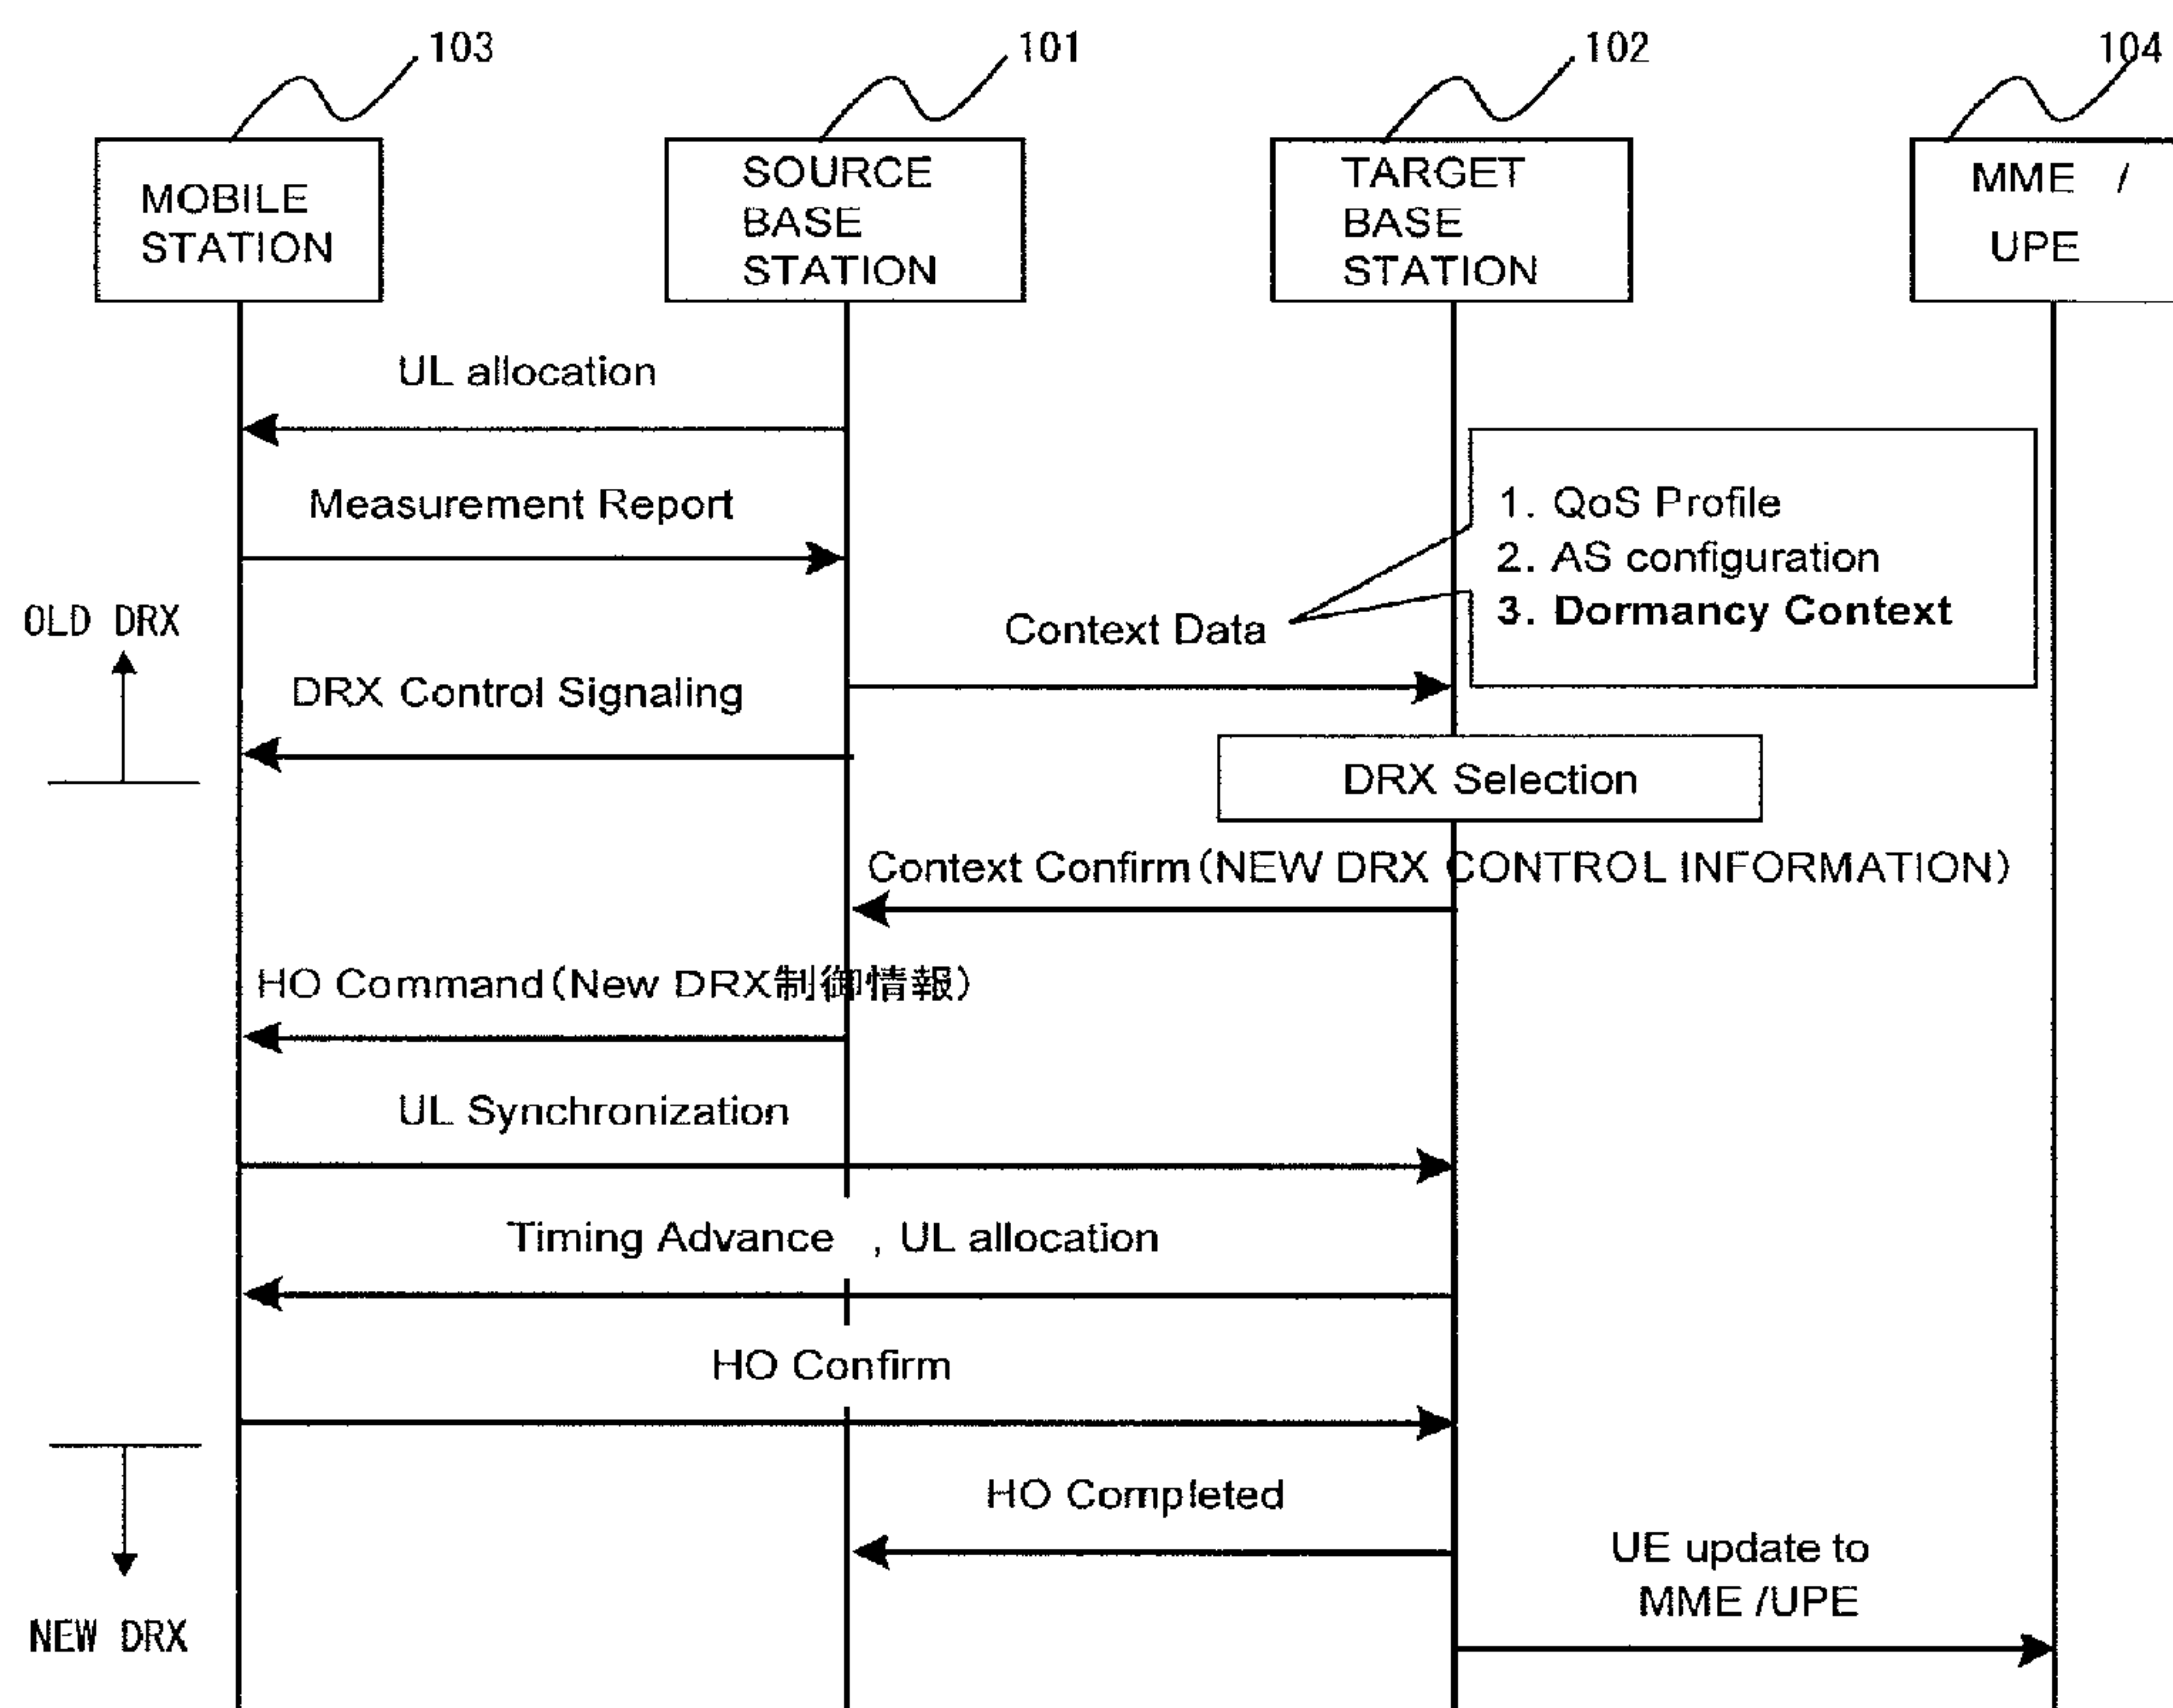 103
101
102
104
MOBILE
STATION
SOURCE
BASE
STATION
TARGET
BASE
STATION
MME /
UPE
UL allocation
Measurement Report
1. QoS Profile
2. AS configuration
3. Dormancy Context
OLD DRX
Context Data
DRX Control Signaling
DRX Selection
Context Confirm (NEW DRX CONTROL INFORMATION)
HO Command (New DRX制御情報)
UL Synchronization
Timing Advance , UL allocation
HO Confirm
HO Completed
UE update to
MME /UPE
NEW DRX